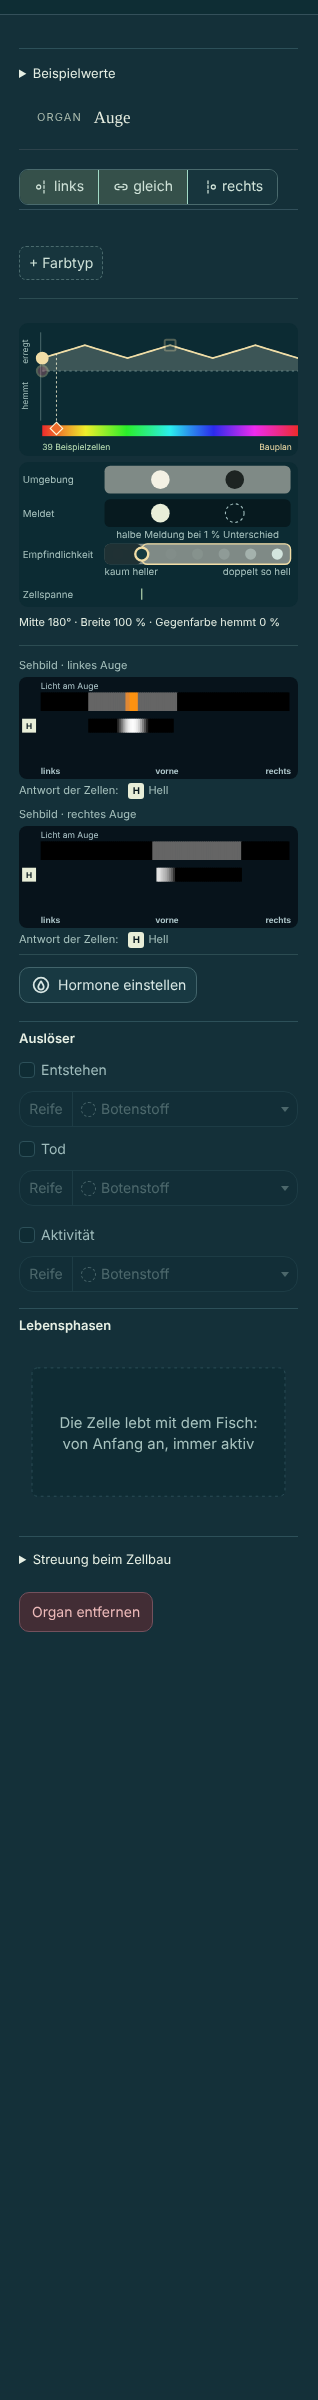 Beispielwerte
ORGAN Auge
links gleich rechts
+ Farbtyp
erregt
hemmt
39 Beispielzellen Bauplan
Umgebung
Meldet
halbe Meldung bei 1 % Unterschied
Empfindlichkeit
kaum heller doppelt so hell
Zellspanne
Mitte 180° · Breite 100 % · Gegenfarbe hemmt 0 %
Sehbild · linkes Auge
Licht am Auge
H
links vorne rechts
Antwort der Zellen: H Hell
Sehbild · rechtes Auge
Licht am Auge
H
links vorne rechts
Antwort der Zellen: H Hell
Hormone einstellen
Auslöser
Entstehen
Reife Botenstoff
Tod
Reife Botenstoff
Aktivität
Reife Botenstoff
Lebensphasen
Die Zelle lebt mit dem Fisch:
von Anfang an, immer aktiv
Streuung beim Zellbau
Organ entfernen